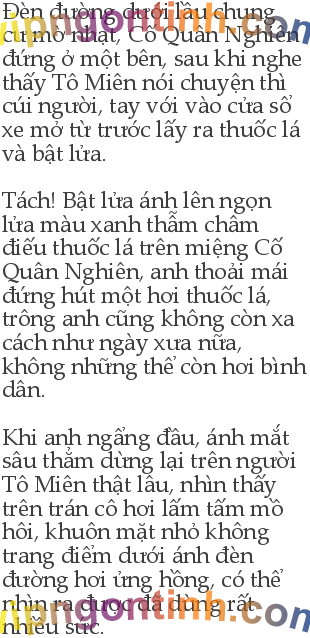 Đèn đường dưới lầu chung
cư mờ nhạt, Cố Quân Nghiên
đứng ở một bên, sau khi nghe
thấy Tô Miên nói chuyện thì
cúi người, tay với vào cửa sổ
xe mở từ trước lấy ra thuốc lá
và bật lửa.
Tách! Bật lửa ánh lên ngọn
lửa màu xanh thẫm châm
điếu thuốc lá trên miệng Cố
Quân Nghiên, anh thoải mái
đứng hút một hơi thuốc lá,
trông anh cũng không còn xa
cách như ngày xưa nữa,
không những thể còn hơi bình
dân.
Khi anh ngẩng đầu, ánh mắt
sâu thẳm dừng lại trên người
Tô Miên thật lâu, nhìn thấy
trên trán cô hơi lấm tấm mồ
hôi, khuôn mặt nhỏ không
trang điểm dưới ánh đèn
đường hơi ửng hồng, có thể
nhìn ra được đã dùng rất
nhiều sức.
vipngontinh.com
vipngontinh.com